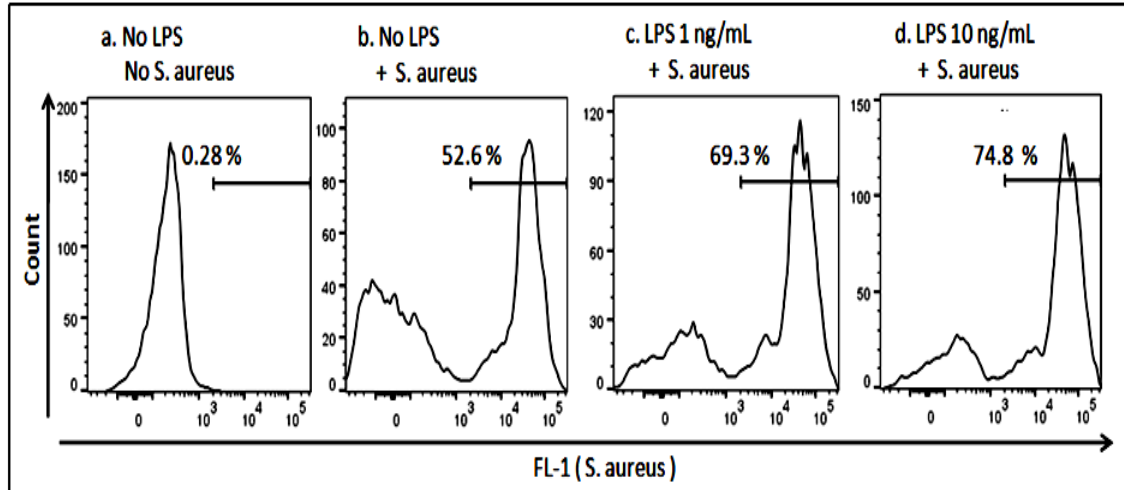 a. No LPS
No S. aureus
b. No LPS
+ S. aureus
c. LPS 1 ng/mL
+ S. aureus
d. LPS 10 ng/mL
+ S. aureus
Count
200
150
100
50
0
0.28 %
0 10³ 10⁴ 10⁵
100
80
60
40
20
0
52.6 %
0 10³ 10⁴ 10⁵
120
90
60
30
0
69.3 %
0 10³ 10⁴ 10⁵
150
100
50
0
74.8 %
0 10³ 10⁴ 10⁵
FL-1 ( S. aureus )